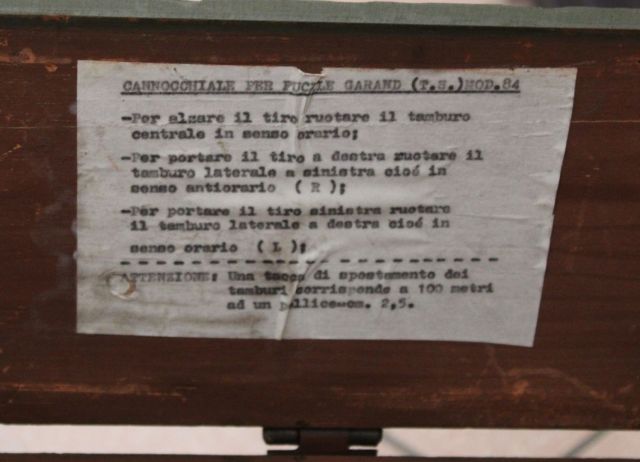 CANNOCCHIALE PER FUCILE GARAND (T.S.)MOD.84
-Per alzare il tiro ruotare il tamburo
centrale in senso orario;
-Per portare il tiro a destra ruotare il
tamburo laterale a sinistra cioé in
senso antiorario ( R );
-Per portare il tiro sinistra ruotare
il tamburo laterale a destra cioé in
senso orario ( L );
ATTENZIONE: Una tacca di spostamento dei
tamburi corrisponde a 100 metri
ad un pollice=cm. 2,5.